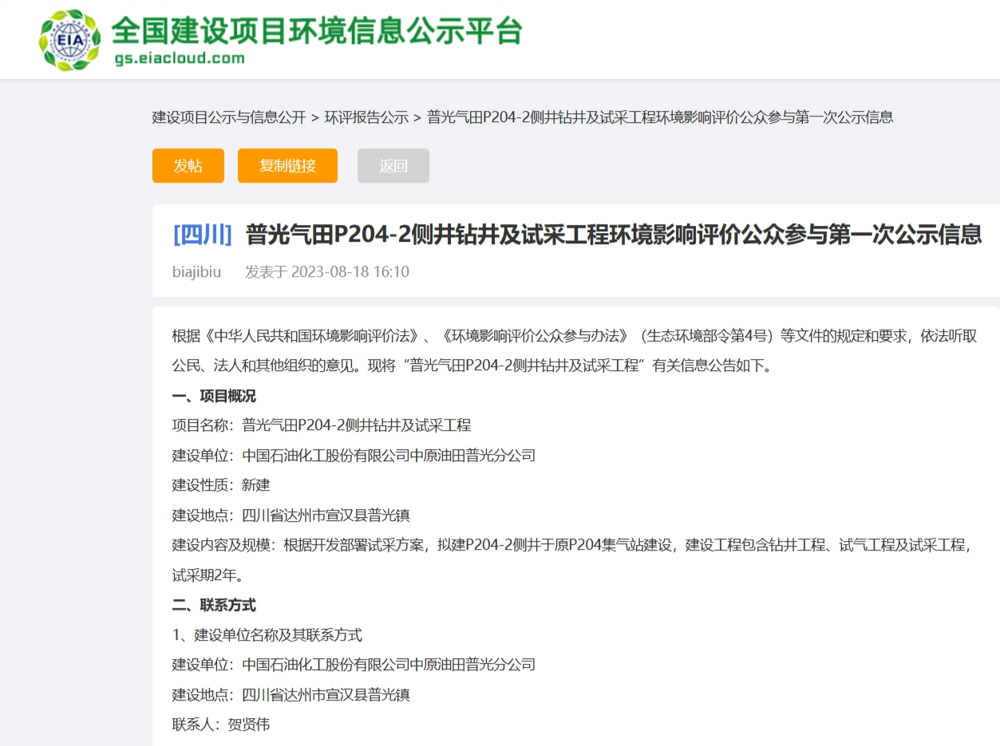 EIA
全国建设项目环境信息公示平台
gs.eiacloud.com
建设项目公示与信息公开 > 环评报告公示 > 普光气田P204-2侧井钻井及试采工程环境影响评价公众参与第一次公示信息
发帖 复制链接 返回
[四川] 普光气田P204-2侧井钻井及试采工程环境影响评价公众参与第一次公示信息
biajibiu 发表于 2023-08-18 16:10
根据《中华人民共和国环境影响评价法》、《环境影响评价公众参与办法》（生态环境部令第4号）等文件的规定和要求，依法听取
公民、法人和其他组织的意见。现将“普光气田P204-2侧井钻井及试采工程”有关信息公告如下。
一、项目概况
项目名称：普光气田P204-2侧井钻井及试采工程
建设单位：中国石油化工股份有限公司中原油田普光分公司
建设性质：新建
建设地点：四川省达州市宣汉县普光镇
建设内容及规模：根据开发部署试采方案，拟建P204-2侧井于原P204集气站建设，建设工程包含钻井工程、试气工程及试采工程，
试采期2年。
二、联系方式
1、建设单位名称及其联系方式
建设单位：中国石油化工股份有限公司中原油田普光分公司
建设地点：四川省达州市宣汉县普光镇
联系人：贺贤伟